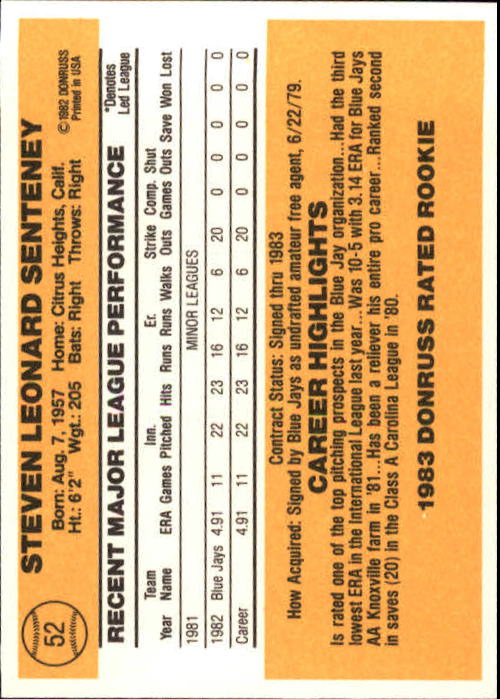 52
STEVEN LEONARD SENTENEY
Born: Aug. 7, 1957 Home: Citrus Heights, Calif.
Ht.: 6'2" Wgt.: 205 Bats: Right Throws: Right
©1982 DONRUSS
Printed in USA
RECENT MAJOR LEAGUE PERFORMANCE
*Denotes
Led League
Team Inn. Er. Strike Comp. Shut
Year Name ERA Games Pitched Hits Runs Runs Walks Outs Games Outs Save Won Lost
1981 MINOR LEAGUES
1982 Blue Jays 4.91 11 22 23 16 12 6 20 0 0 0 0 0
Career 4.91 11 22 23 16 12 6 20 0 0 0 0 0
Contract Status: Signed thru 1983
How Acquired: Signed by Blue Jays as undrafted amateur free agent, 6/22/79.
CAREER HIGHLIGHTS
Is rated one of the top pitching prospects in the Blue Jay organization...Had the third
lowest ERA in the International League last year...Was 10-5 with 3.14 ERA for Blue Jays
AA Knoxville farm in '81...Has been a reliever his entire pro career...Ranked second
in saves (20) in the Class A Carolina League in '80.
1983 DONRUSS RATED ROOKIE